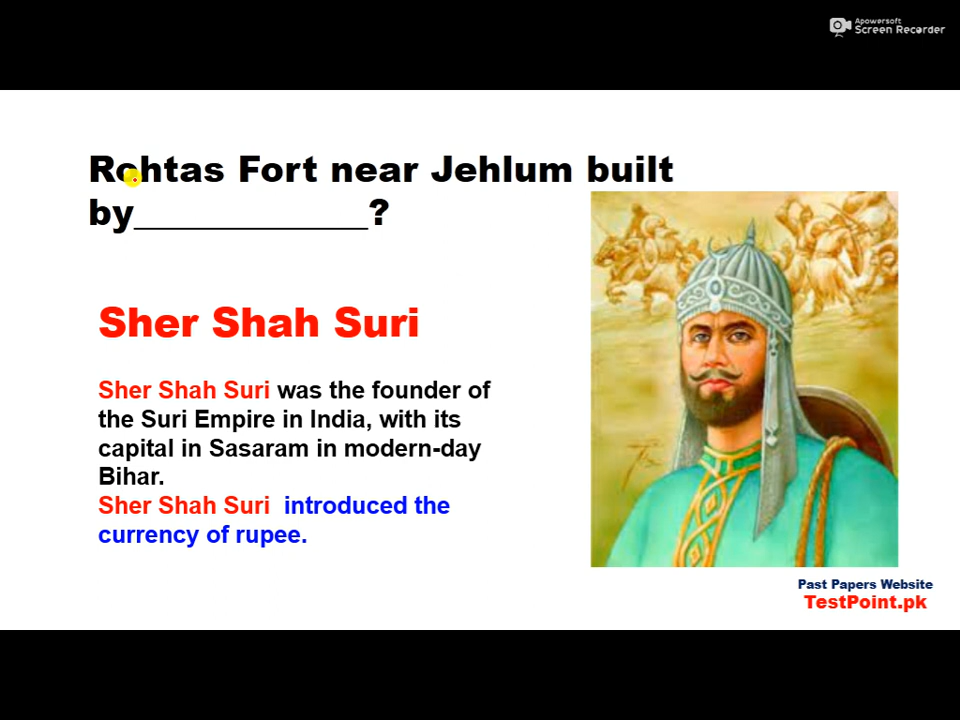 Apowersoft
Screen Recorder
Rohtas Fort near Jehlum built
by_____________?
Sher Shah Suri
Sher Shah Suri was the founder of
the Suri Empire in India, with its
capital in Sasaram in modern-day
Bihar.
Sher Shah Suri introduced the
currency of rupee.
Past Papers Website
TestPoint.pk